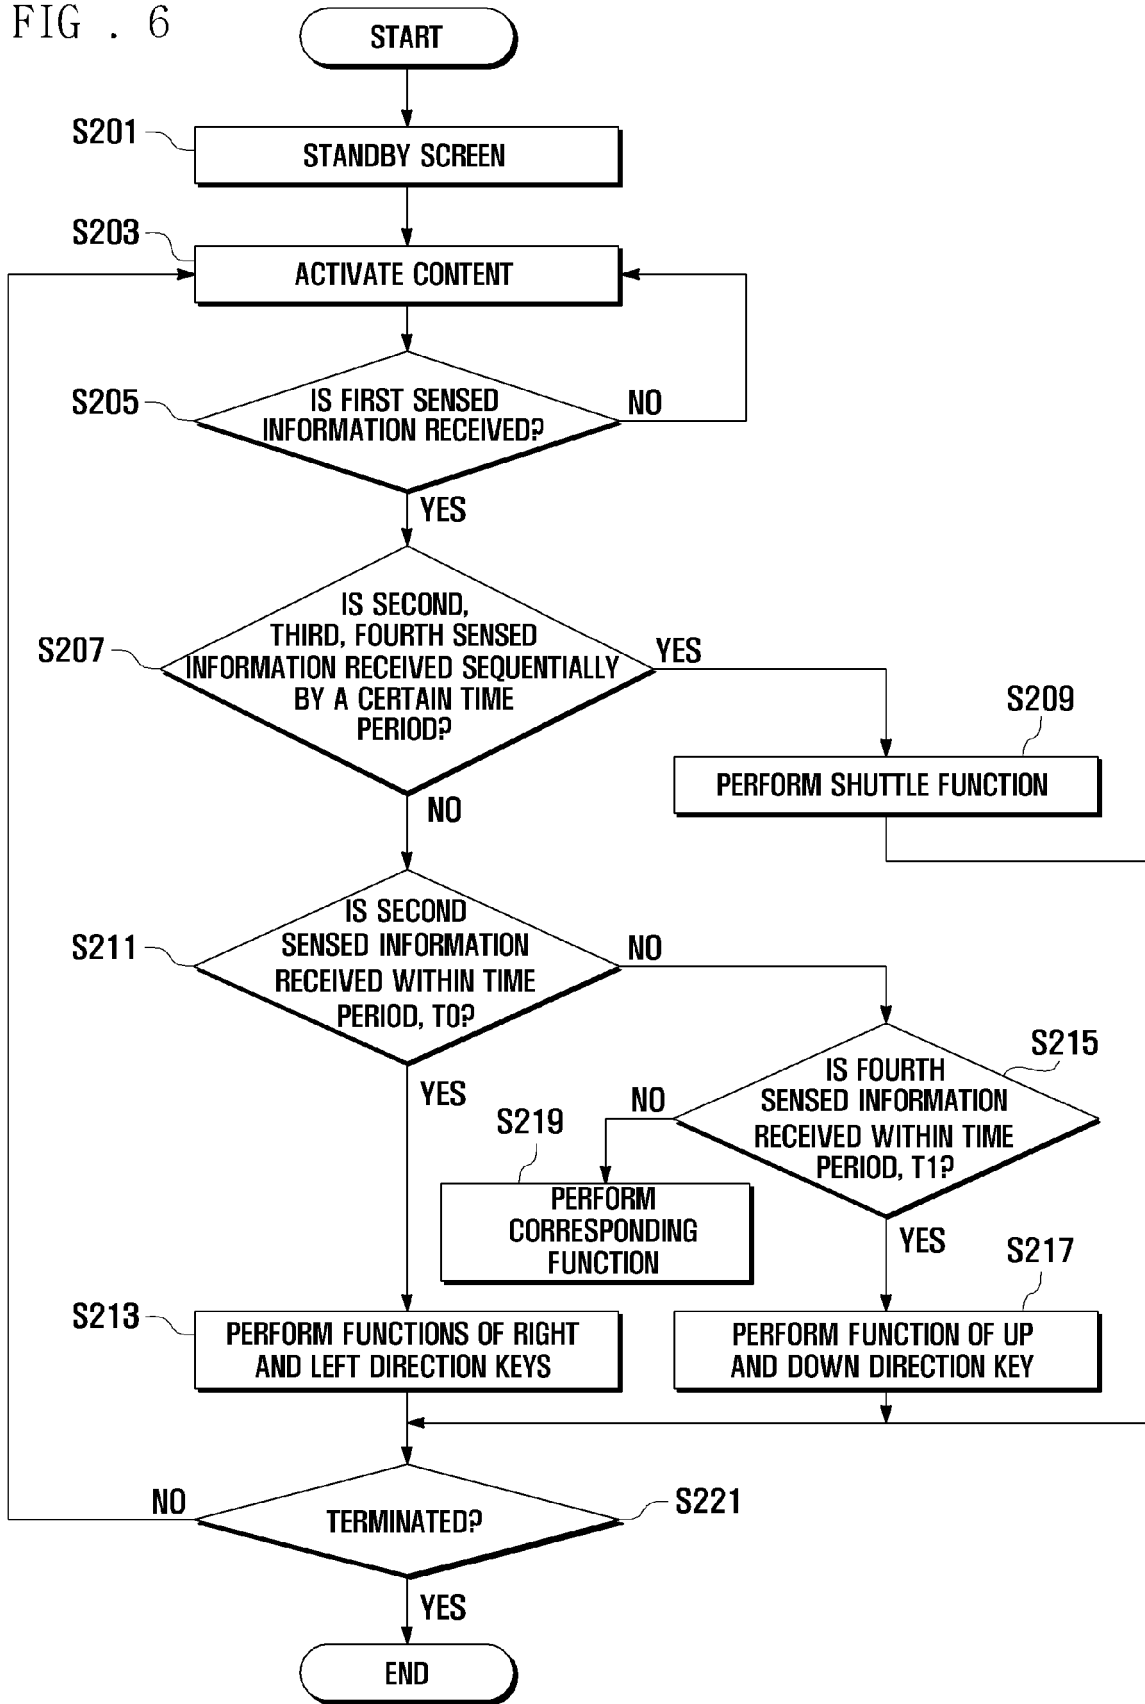 FIG . 6
START
S201
STANDBY SCREEN
S203
ACTIVATE CONTENT
S205
IS FIRST SENSED
INFORMATION RECEIVED?
NO
YES
IS SECOND,
THIRD, FOURTH SENSED
INFORMATION RECEIVED SEQUENTIALLY
BY A CERTAIN TIME
PERIOD?
S207
YES
NO
S209
PERFORM SHUTTLE FUNCTION
S211
IS SECOND
SENSED INFORMATION
RECEIVED WITHIN TIME
PERIOD, T0?
NO
YES
S215
IS FOURTH
SENSED INFORMATION
RECEIVED WITHIN TIME
PERIOD, T1?
NO
YES
S219
PERFORM
CORRESPONDING
FUNCTION
S213
PERFORM FUNCTIONS OF RIGHT
AND LEFT DIRECTION KEYS
S217
PERFORM FUNCTION OF UP
AND DOWN DIRECTION KEY
NO
TERMINATED?
S221
YES
END